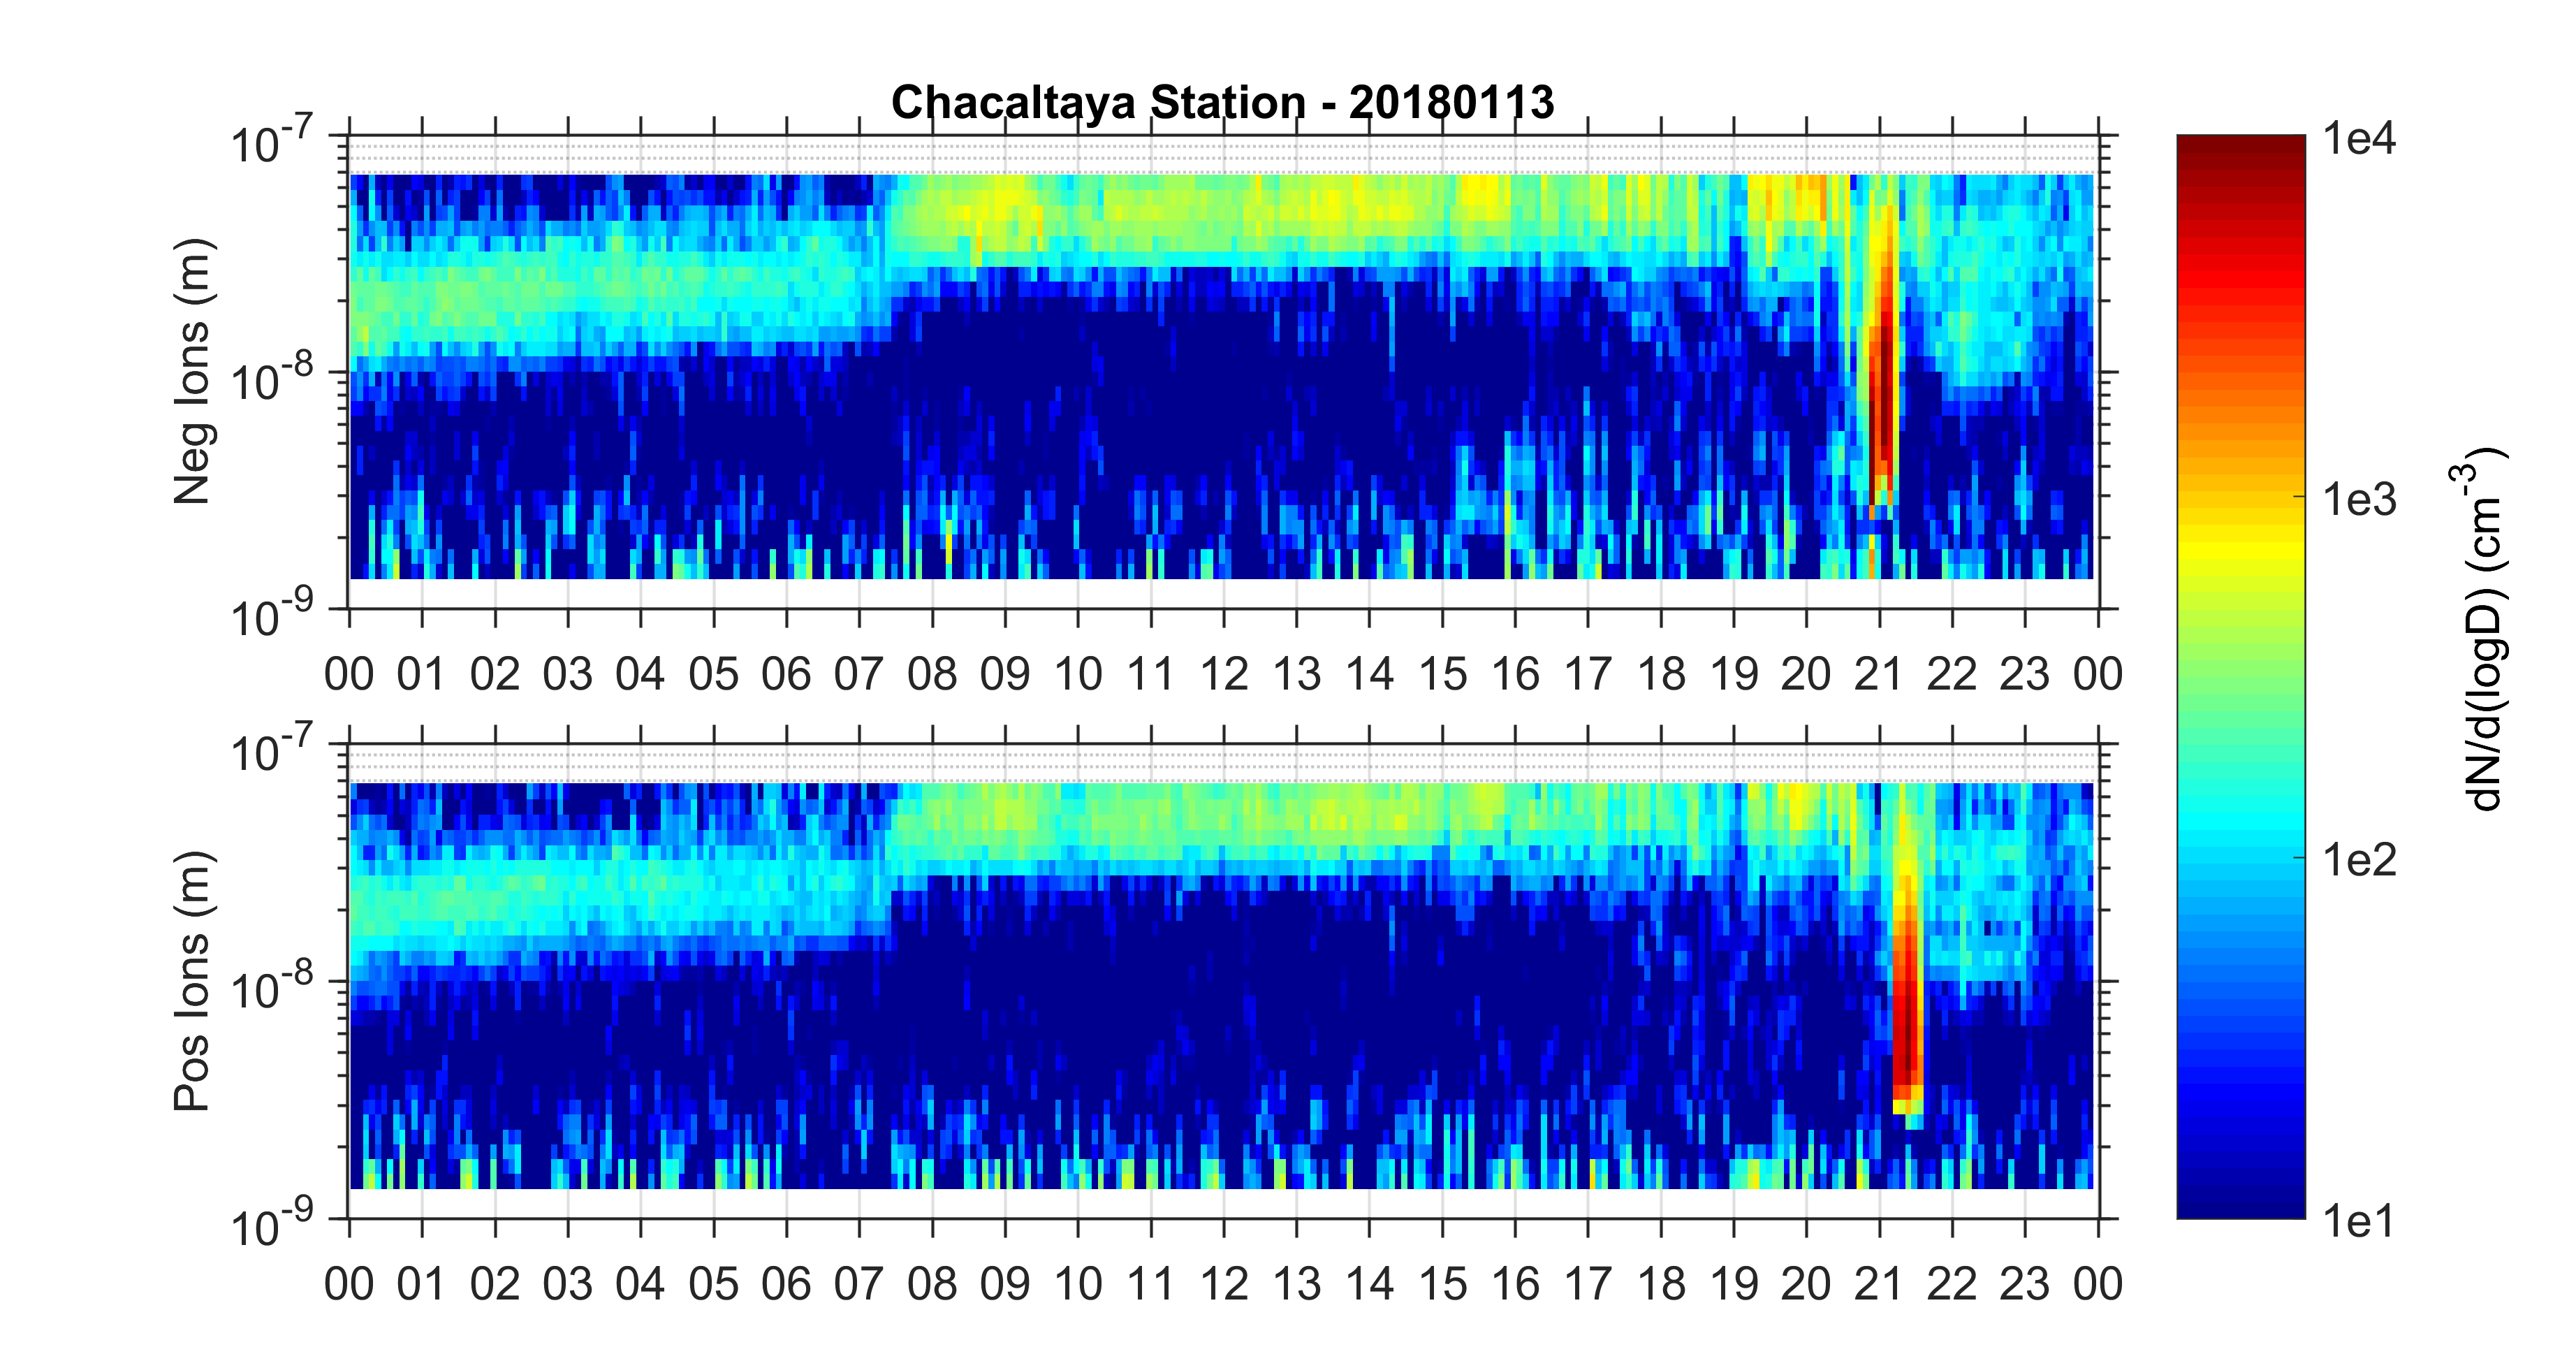 Chacaltaya Station - 20180113
10-7
10-8
10-9
Neg Ions (m)
00 01 02 03 04 05 06 07 08 09 10 11 12 13 14 15 16 17 18 19 20 21 22 23 00
10-7
10-8
10-9
Pos Ions (m)
00 01 02 03 04 05 06 07 08 09 10 11 12 13 14 15 16 17 18 19 20 21 22 23 00
1e4
1e3
1e2
1e1
dN/d(logD) (cm-3)